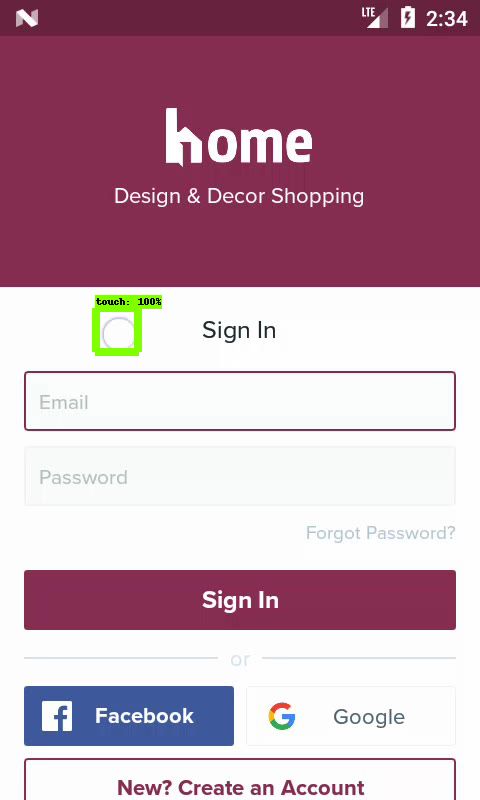 LTE 2:34
home
Design & Decor Shopping
touch: 100%
Sign In
Email
Password
Forgot Password?
Sign In
or
Facebook
Google
New? Create an Account